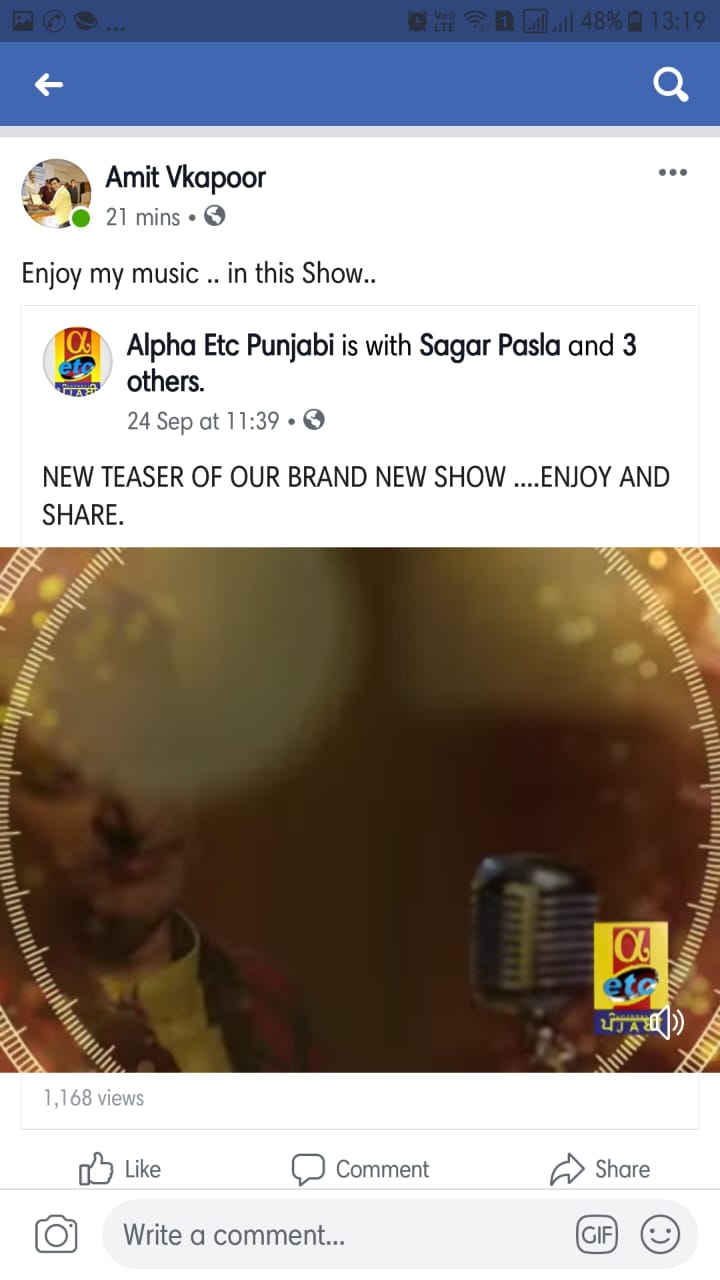 Vo))
LTE
1
48%
13:19
Amit Vkapoor
21 mins •
Enjoy my music .. in this Show..
α
etc
Alpha Etc Punjabi is with Sagar Pasla and 3
others.
24 Sep at 11:39 •
NEW TEASER OF OUR BRAND NEW SHOW ....ENJOY AND
SHARE.
α
etc
1,168 views
Like
Comment
Share
Write a comment...
GIF